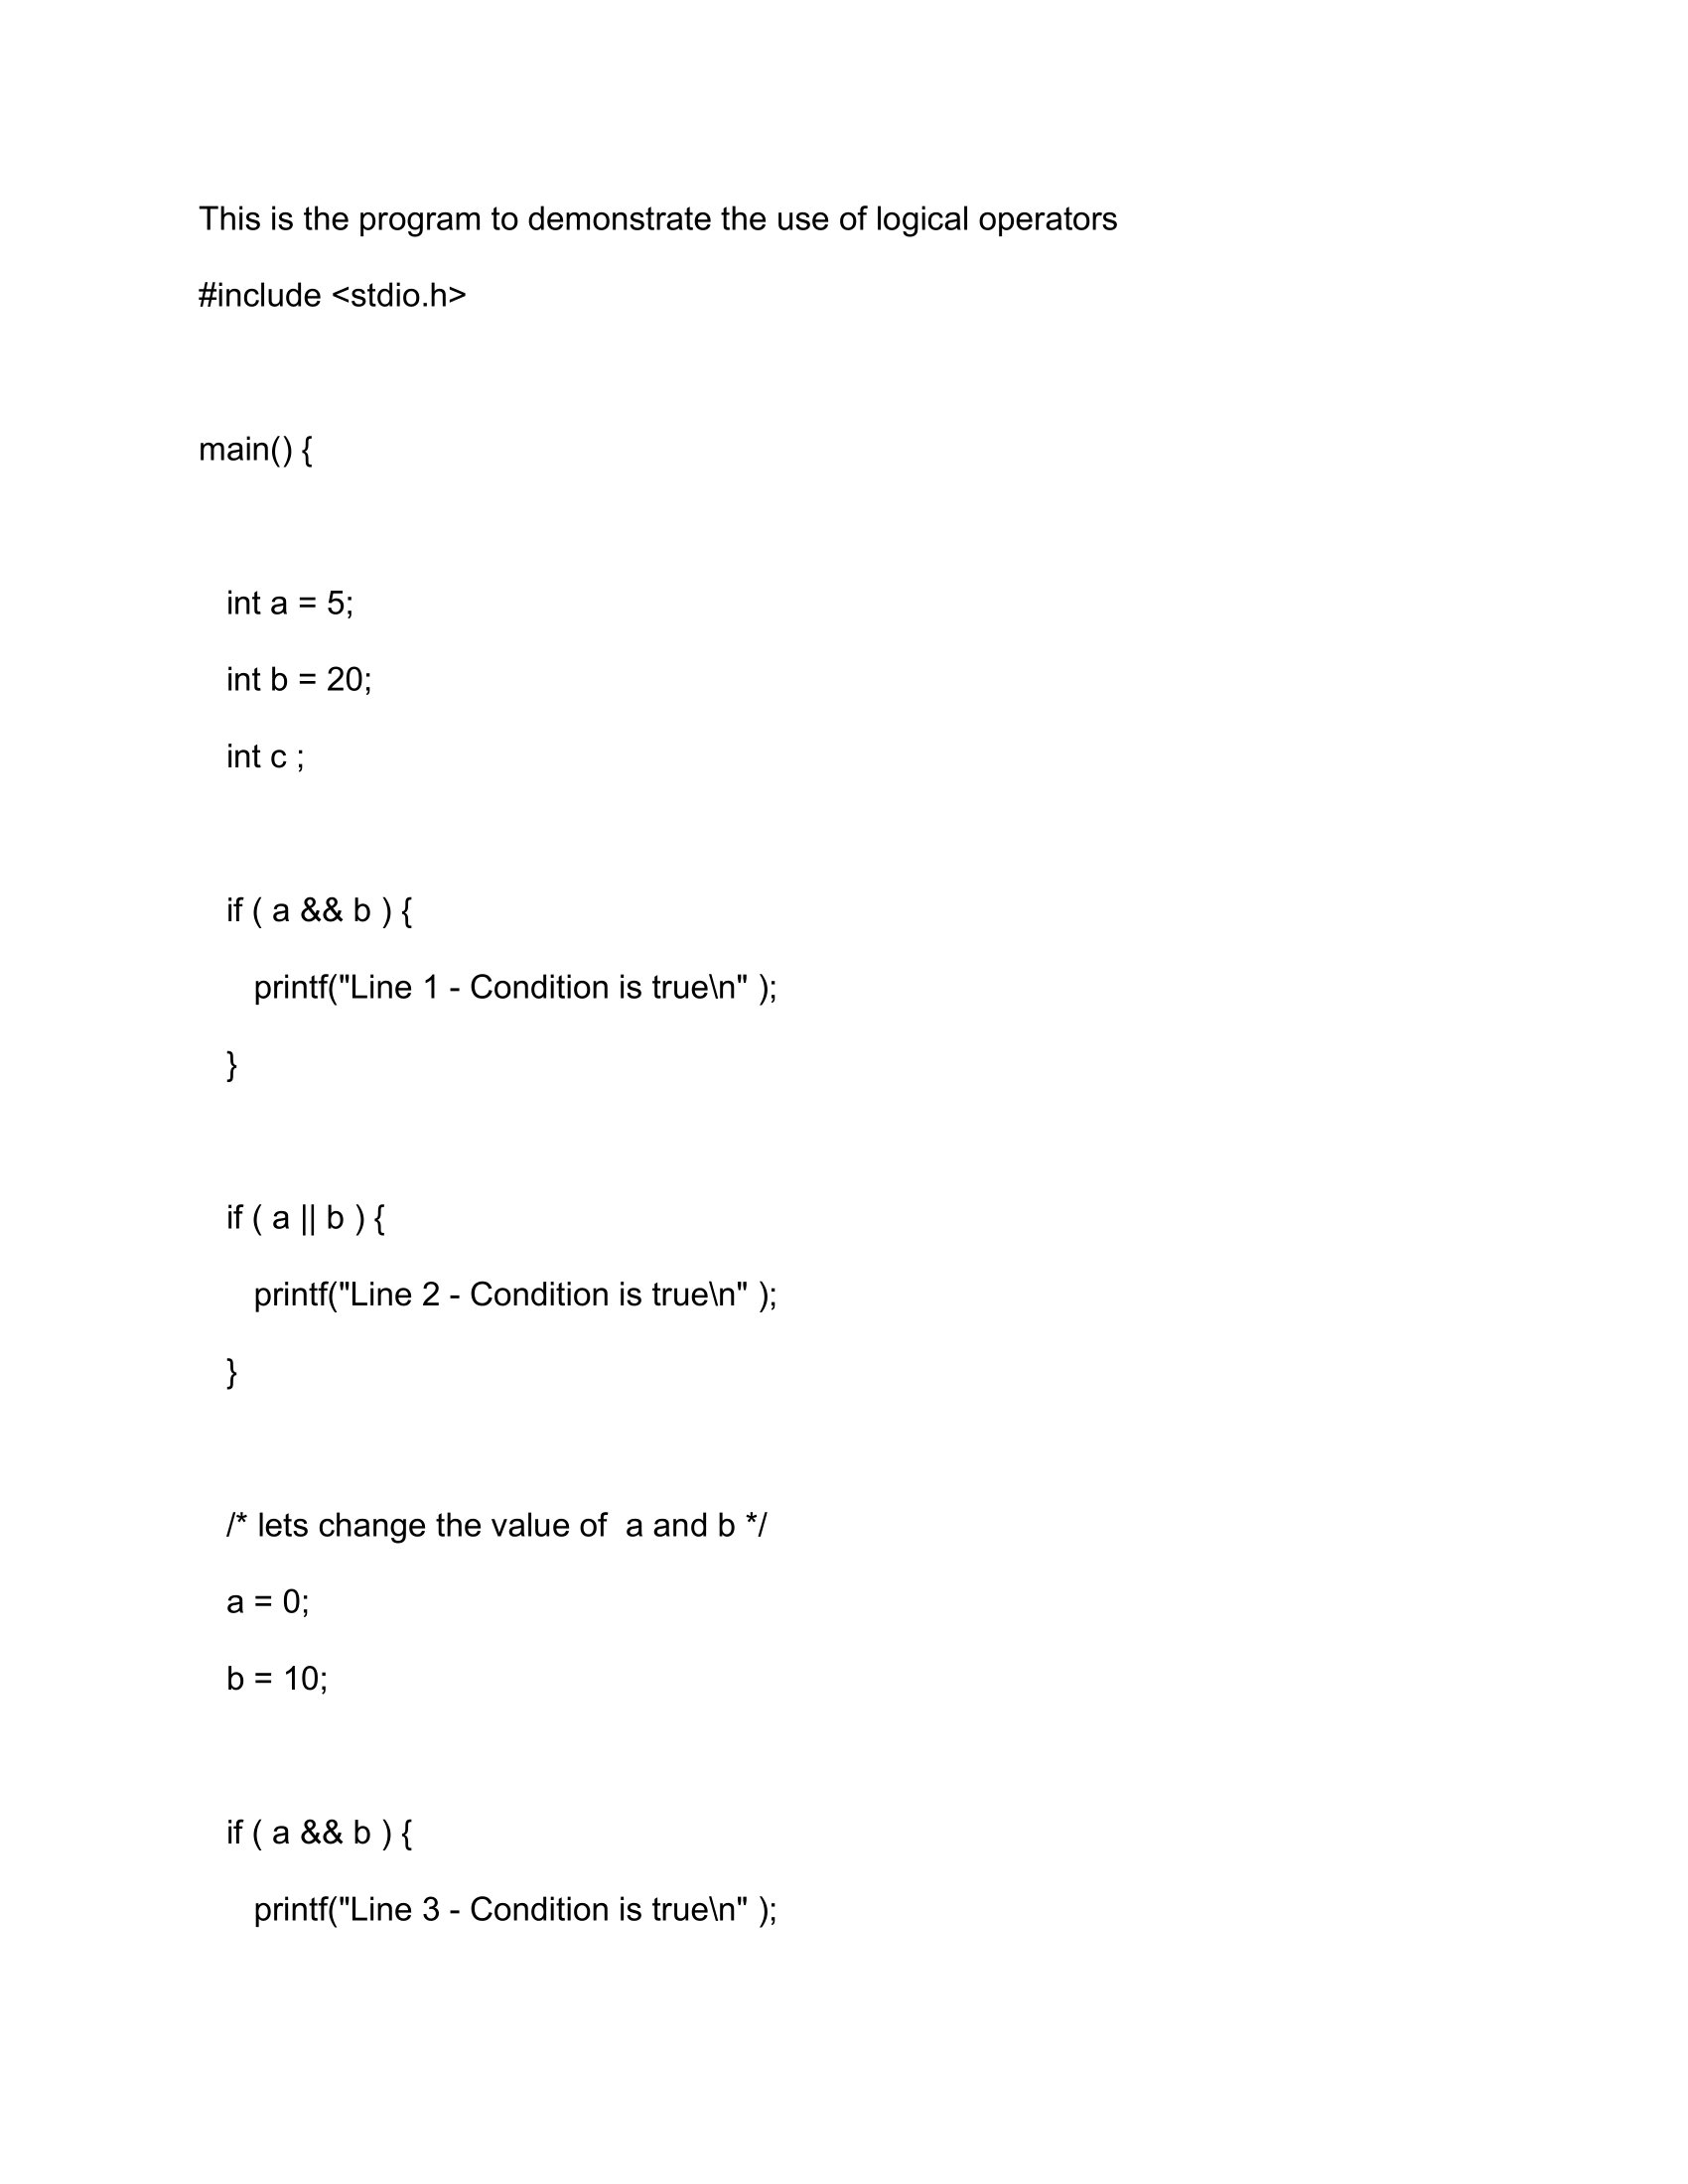 This is the program to demonstrate the use of logical operators
#include <stdio.h>
main() {
int a = 5;
int b = 20;
int c ;
if ( a && b ) {
printf("Line 1 - Condition is true\n" );
}
if ( a || b ) {
printf("Line 2 - Condition is true\n" );
}
/* lets change the value of  a and b */
a = 0;
b = 10;
if ( a && b ) {
printf("Line 3 - Condition is true\n" );